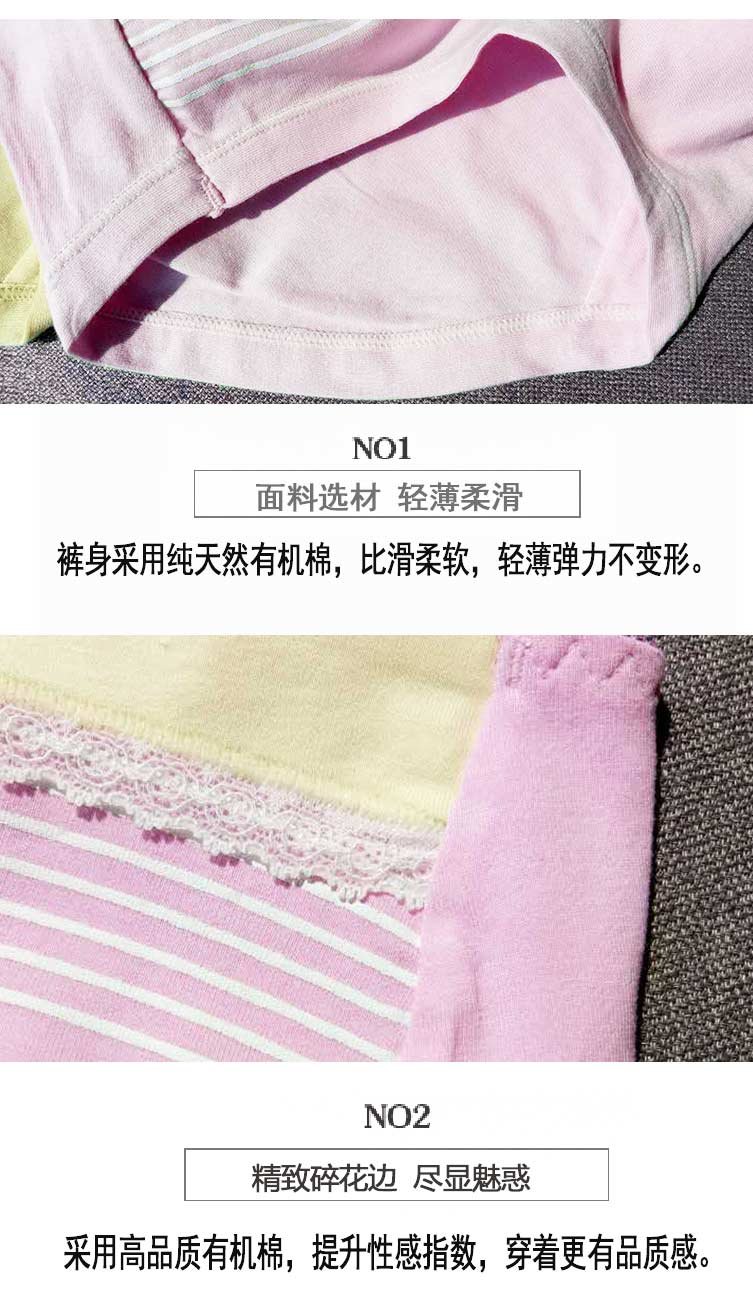 NO1
面料选材 轻薄柔滑
裤身采用纯天然有机棉，比滑柔软，轻薄弹力不变形。
NO2
精致碎花边 尽显魅惑
采用高品质有机棉，提升性感指数，穿着更有品质感。